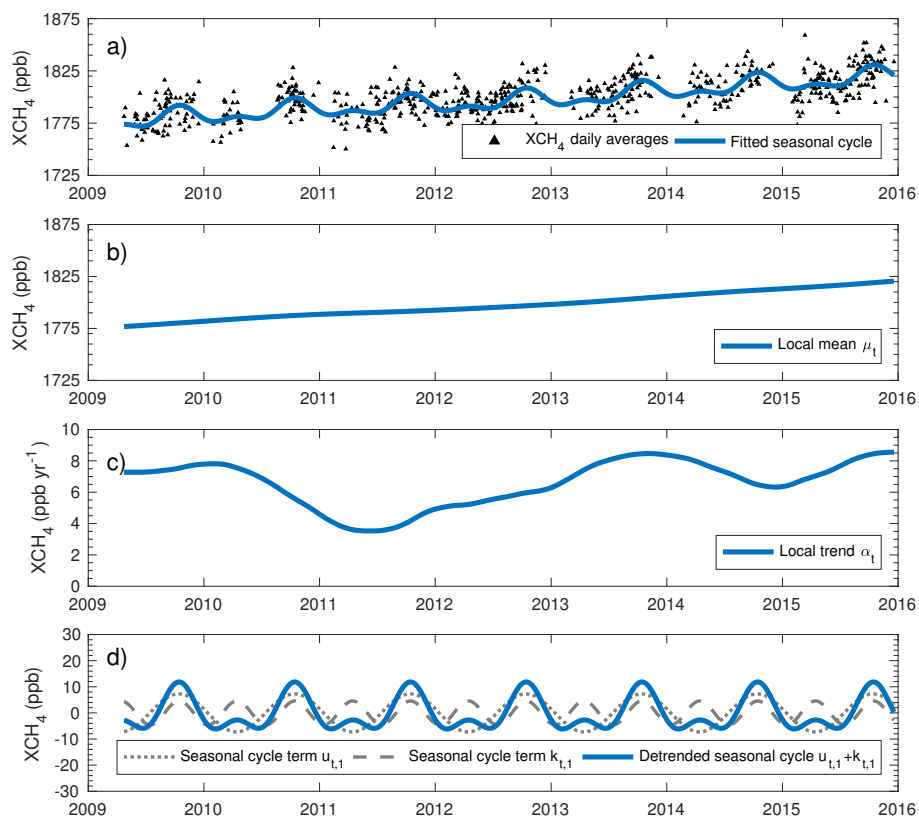 a)
XCH4 (ppb)
1875
1825
1775
1725
XCH4 daily averages
Fitted seasonal cycle
2009 2010 2011 2012 2013 2014 2015 2016
b)
XCH4 (ppb)
1875
1825
1775
1725
Local mean μt
2009 2010 2011 2012 2013 2014 2015 2016
c)
XCH4 (ppb yr-1)
10
8
6
4
2
0
Local trend αt
2009 2010 2011 2012 2013 2014 2015 2016
d)
XCH4 (ppb)
30
20
10
0
-10
-20
-30
Seasonal cycle term ut,1
Seasonal cycle term kt,1
Detrended seasonal cycle ut,1+kt,1
2009 2010 2011 2012 2013 2014 2015 2016